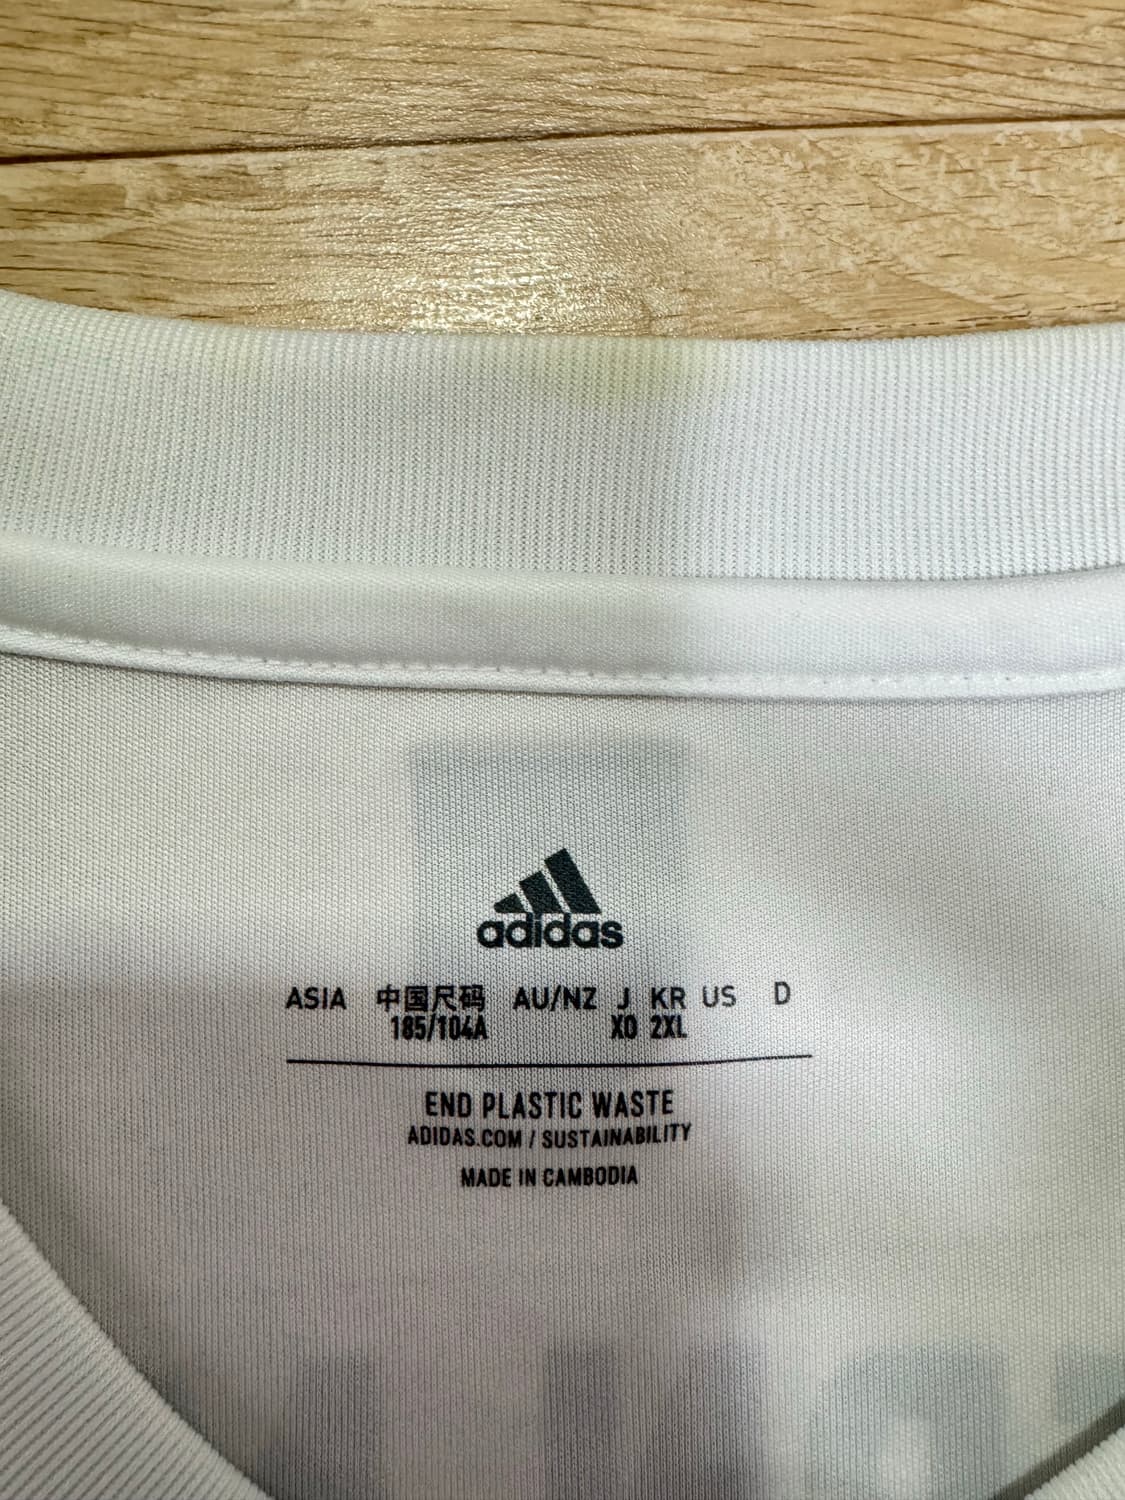 adidas
ASIA 中国尺码 AU/NZ J KR US D
185/104A XO 2XL
END PLASTIC WASTE
ADIDAS.COM / SUSTAINABILITY
MADE IN CAMBODIA